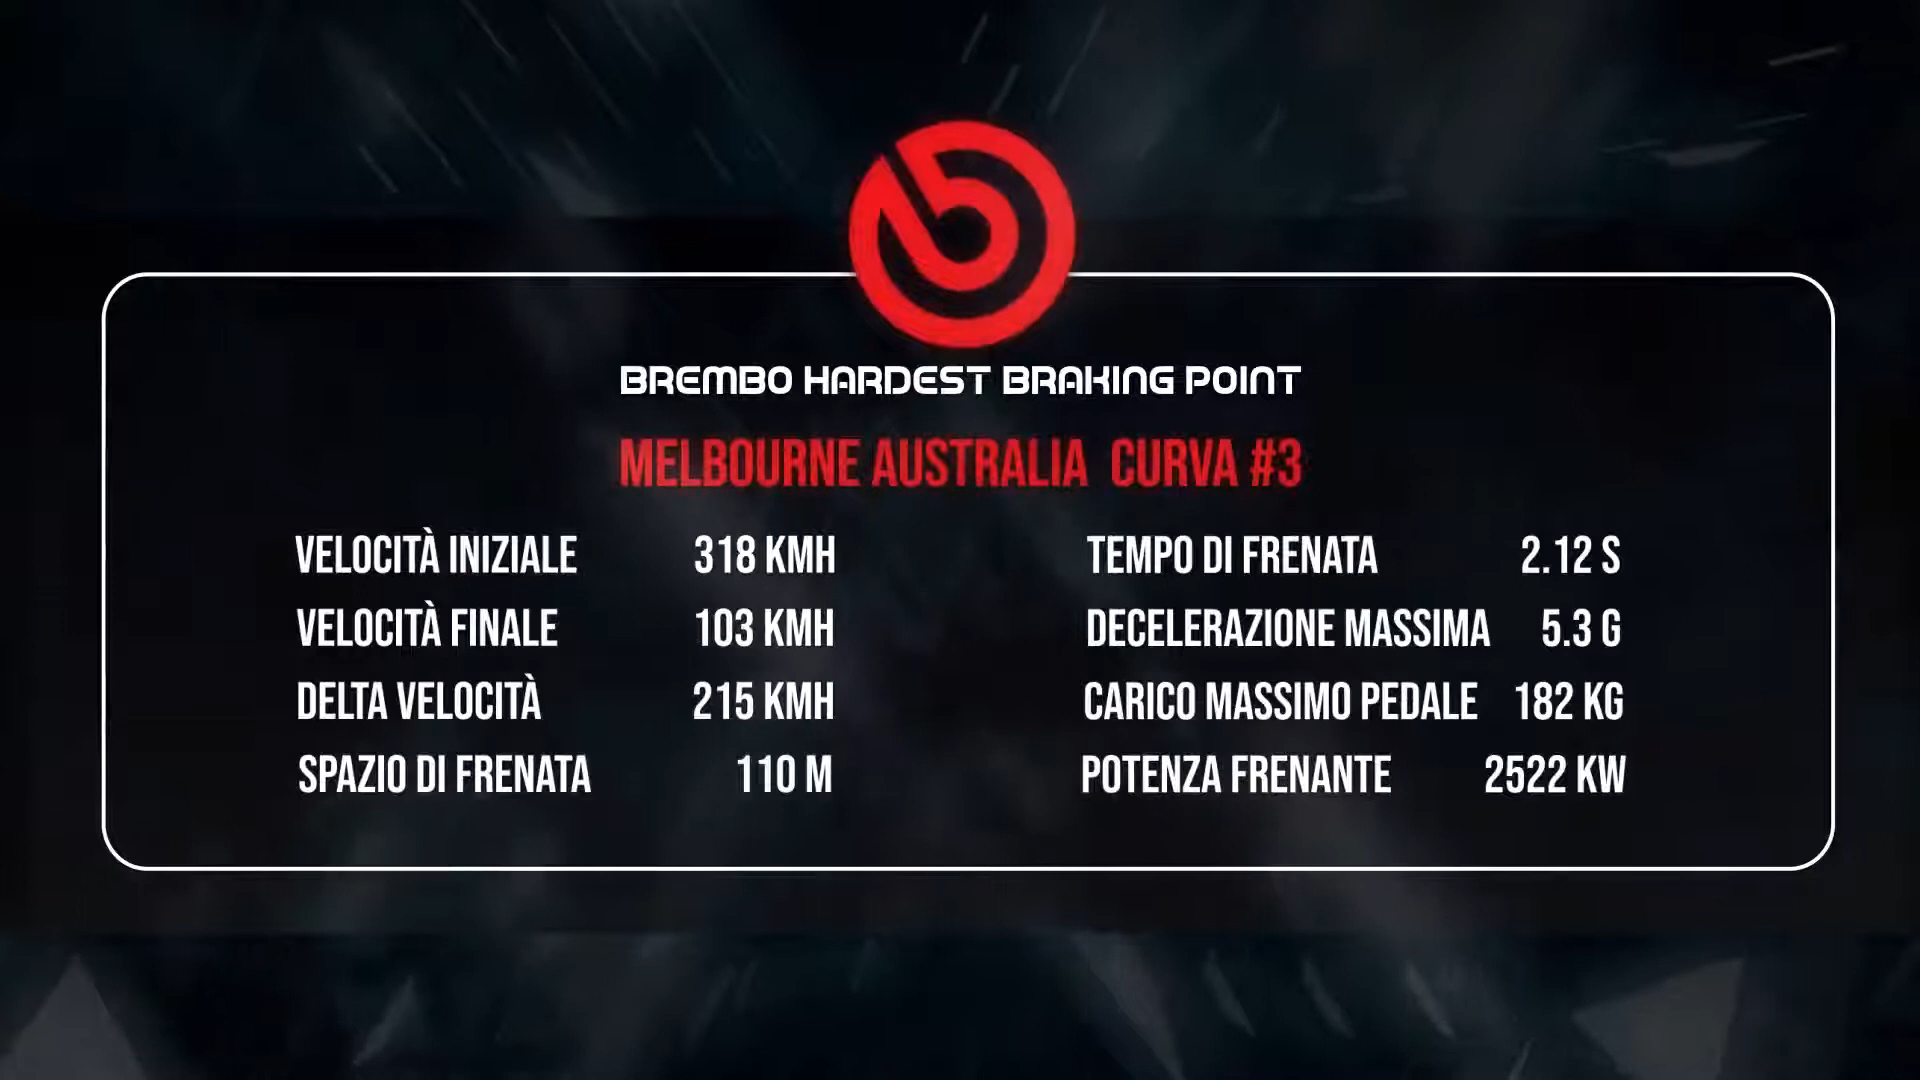 BREMBO HARDEST BRAKING POINT
MELBOURNE AUSTRALIA CURVA #3
VELOCITÀ INIZIALE 318 KMH
VELOCITÀ FINALE 103 KMH
DELTA VELOCITÀ 215 KMH
SPAZIO DI FRENATA 110 M
TEMPO DI FRENATA 2.12 S
DECELERAZIONE MASSIMA 5.3 G
CARICO MASSIMO PEDALE 182 KG
POTENZA FRENANTE 2522 KW